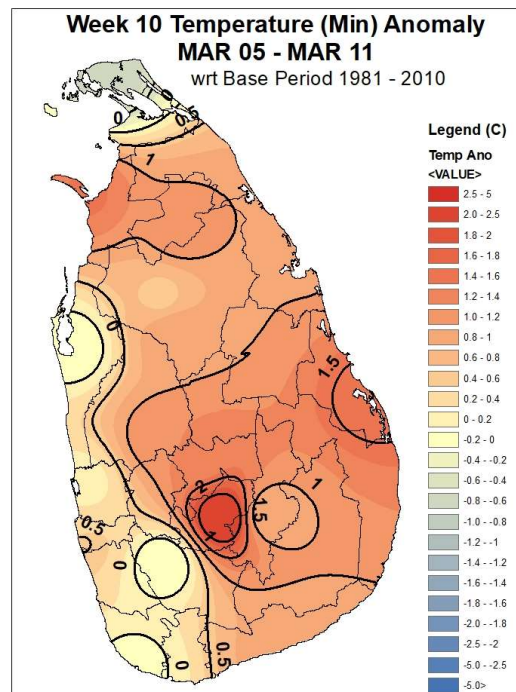 Week 10 Temperature (Min) Anomaly
MAR 05 - MAR 11
wrt Base Period 1981 - 2010
Legend (C)
Temp Ano
<VALUE>
2.5 - 5
2.0 - 2.5
1.8 - 2
1.6 - 1.8
1.4 - 1.6
1.2 - 1.4
1.0 - 1.2
0.8 - 1
0.6 - 0.8
0.4 - 0.6
0.2 - 0.4
0 - 0.2
-0.2 - 0
-0.4 - -0.2
-0.6 - -0.4
-0.8 - -0.6
-1.0 - -0.8
-1.2 - -1
-1.4 - -1.2
-1.6 - -1.4
-1.8 - -1.6
-2.0 - -1.8
-2.5 - -2
-5.0 - -2.5
-5.0>
0
0.5
1
0
1.5
2
1.5
1
0.5
0
0
0.5